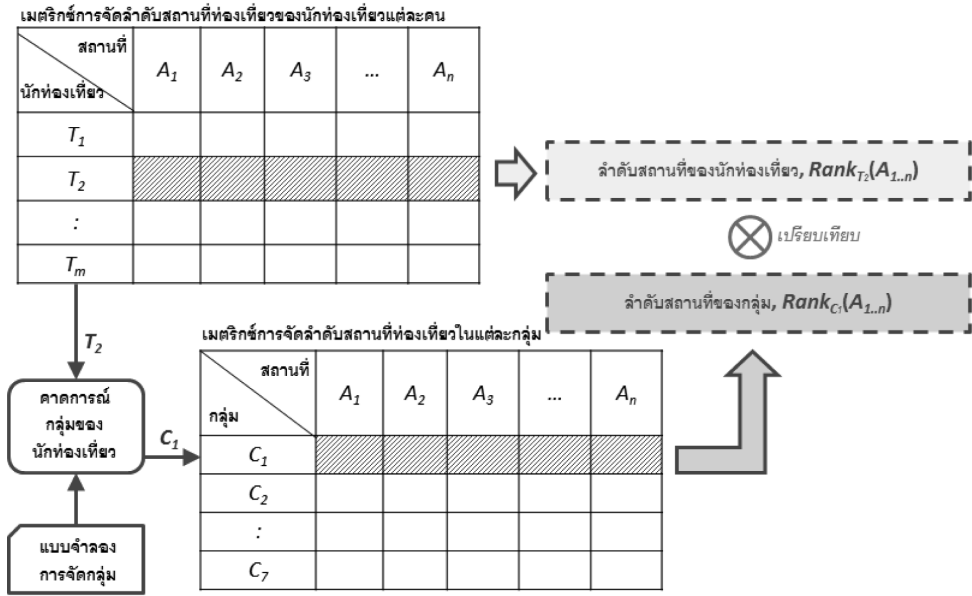 เมตริกซ์การจัดลำดับสถานที่ท่องเที่ยวของนักท่องเที่ยวแต่ละคน
สถานที่
นักท่องเที่ยว
A1 A2 A3 ... An
T1
T2
:
Tm
ลำดับสถานที่ของนักท่องเที่ยว, RankT2(A1..n)
เปรียบเทียบ
ลำดับสถานที่ของกลุ่ม, RankC1(A1..n)
T2
คาดการณ์
กลุ่มของ
นักท่องเที่ยว
C1
แบบจำลอง
การจัดกลุ่ม
เมตริกซ์การจัดลำดับสถานที่ท่องเที่ยวในแต่ละกลุ่ม
สถานที่
กลุ่ม
A1 A2 A3 ... An
C1
C2
:
C7